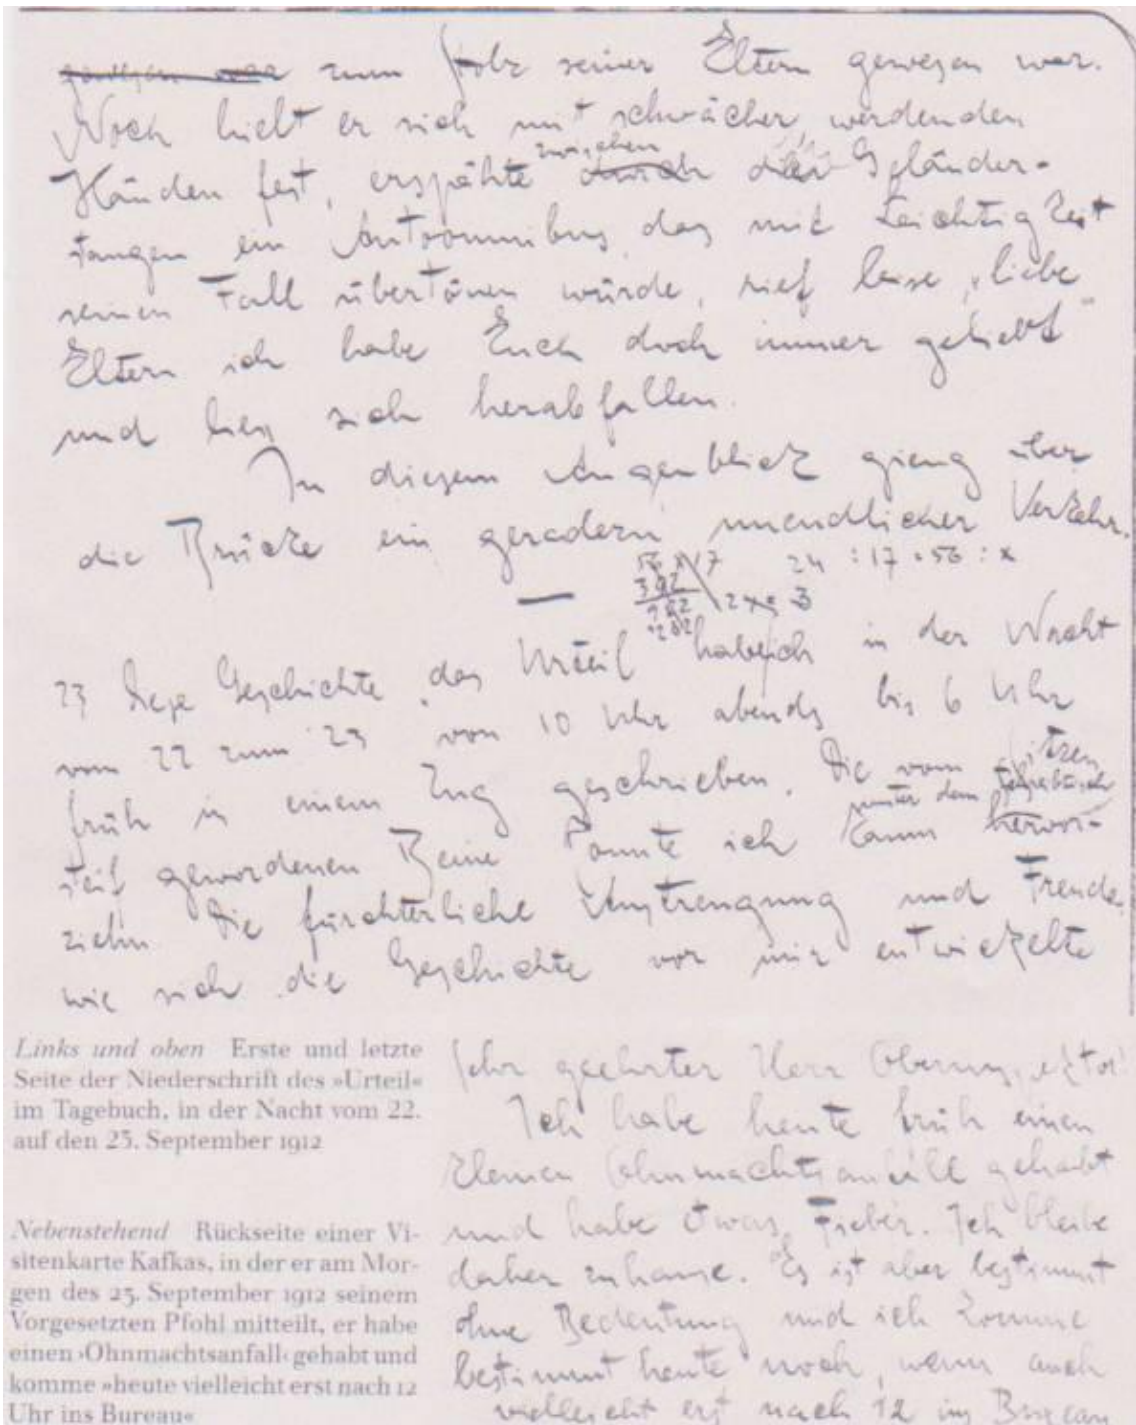 zum Stolz seiner Eltern gewesen war.
Noch hielt er sich mit schwächer werdenden
Händen fest, erspähte zwischen durch den Geländer-
stangen ein Autoomnibus das mit Leichtigkeit
seinen Fall übertönen würde, rief leise „liebe
Eltern ich habe Euch doch immer geliebt“
und liess sich herabfallen.
In diesem Augenblick gieng über
die Brücke ein geradezu unendlicher Verkehr.
56 x 17 24 : 17 = 56 : x
392
—
23 Diese Geschichte „das Urteil“ habe ich in der Nacht
vom 22 zum 23 von 10 Uhr abends bis 6 Uhr
früh in einem Zug geschrieben. Die vom Sitzen
steif gewordenen Beine konnte ich kaum unter dem Schreibtisch hervor-
ziehn. Die fürchterliche Anstrengung und Freude,
wie sich die Geschichte vor mir entwickelte
Links und oben Erste und letzte
Seite der Niederschrift des »Urteil«
im Tagebuch, in der Nacht vom 22.
auf den 23. September 1912
Nebenstehend Rückseite einer Vi-
sitenkarte Kafkas, in der er am Mor-
gen des 23. September 1912 seinem
Vorgesetzten Pfohl mitteilt, er habe
einen ›Ohnmachtsanfall‹ gehabt und
komme »heute vielleicht erst nach 12
Uhr ins Bureau«
Sehr geehrter Herr Oberinspektor!
Ich habe heute früh einen
kleinen Ohnmachtsanfall gehabt
und habe etwas Fieber. Ich bleibe
daher zuhause. Es ist aber bestimmt
ohne Bedeutung und ich komme
bestimmt heute noch, wenn auch
vielleicht erst nach 12 ins Bureau